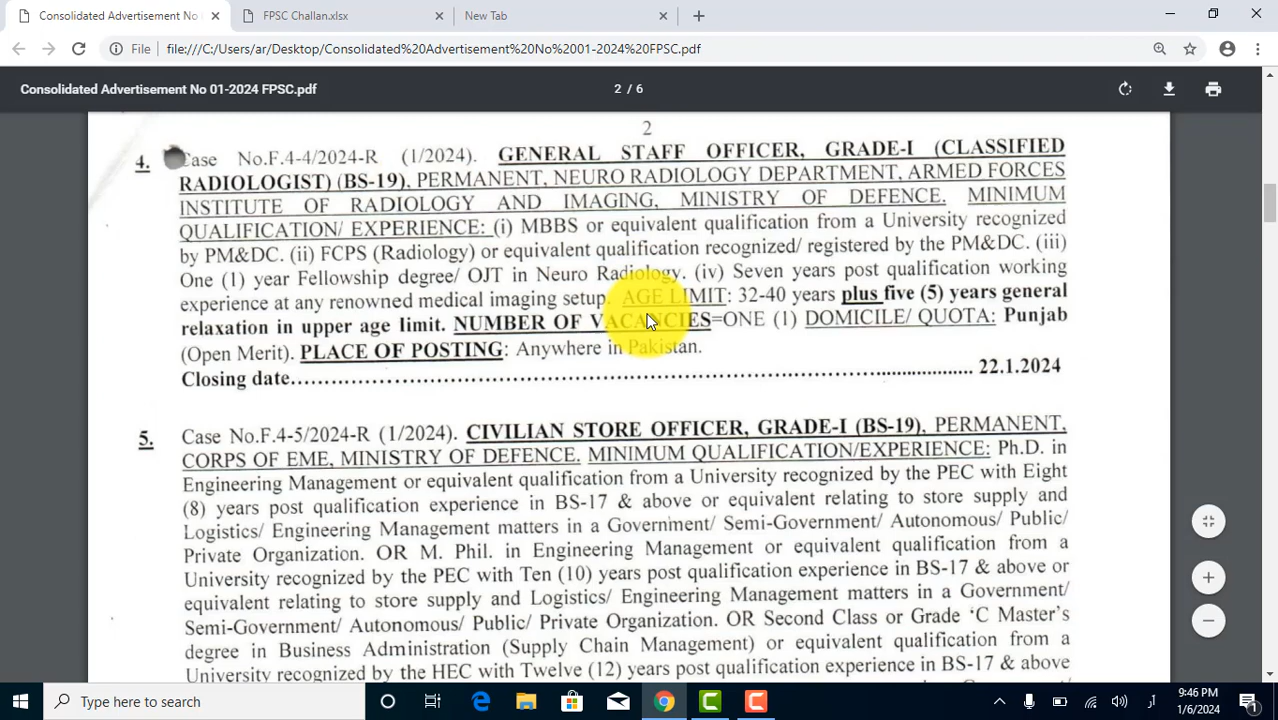 Consolidated Advertisement No
FPSC Challan.xlsx
New Tab
File
file:///C:/Users/ar/Desktop/Consolidated%20Advertisement%20No%2001-2024%20FPSC.pdf
Consolidated Advertisement No 01-2024 FPSC.pdf
2 / 6
2
4. Case No.F.4-4/2024-R (1/2024). GENERAL STAFF OFFICER, GRADE-I (CLASSIFIED
RADIOLOGIST) (BS-19), PERMANENT, NEURO RADIOLOGY DEPARTMENT, ARMED FORCES
INSTITUTE OF RADIOLOGY AND IMAGING, MINISTRY OF DEFENCE. MINIMUM
QUALIFICATION/ EXPERIENCE: (i) MBBS or equivalent qualification from a University recognized
by PM&DC. (ii) FCPS (Radiology) or equivalent qualification recognized/ registered by the PM&DC. (iii)
One (1) year Fellowship degree/ OJT in Neuro Radiology. (iv) Seven years post qualification working
experience at any renowned medical imaging setup. AGE LIMIT: 32-40 years plus five (5) years general
relaxation in upper age limit. NUMBER OF VACANCIES=ONE (1) DOMICILE/ QUOTA: Punjab
(Open Merit). PLACE OF POSTING: Anywhere in Pakistan.
Closing date................................................................................ 22.1.2024
5. Case No.F.4-5/2024-R (1/2024). CIVILIAN STORE OFFICER, GRADE-I (BS-19), PERMANENT,
CORPS OF EME, MINISTRY OF DEFENCE. MINIMUM QUALIFICATION/EXPERIENCE: Ph.D. in
Engineering Management or equivalent qualification from a University recognized by the PEC with Eight
(8) years post qualification experience in BS-17 & above or equivalent relating to store supply and
Logistics/ Engineering Management matters in a Government/ Semi-Government/ Autonomous/ Public/
Private Organization. OR M. Phil. in Engineering Management or equivalent qualification from a
University recognized by the PEC with Ten (10) years post qualification experience in BS-17 & above or
equivalent relating to store supply and Logistics/ Engineering Management matters in a Government/
Semi-Government/ Autonomous/ Public/ Private Organization. OR Second Class or Grade ‘C Master’s
degree in Business Administration (Supply Chain Management) or equivalent qualification from a
University recognized by the HEC with Twelve (12) years post qualification experience in BS-17 & above
Type here to search
9:46 PM
1/6/2024
1